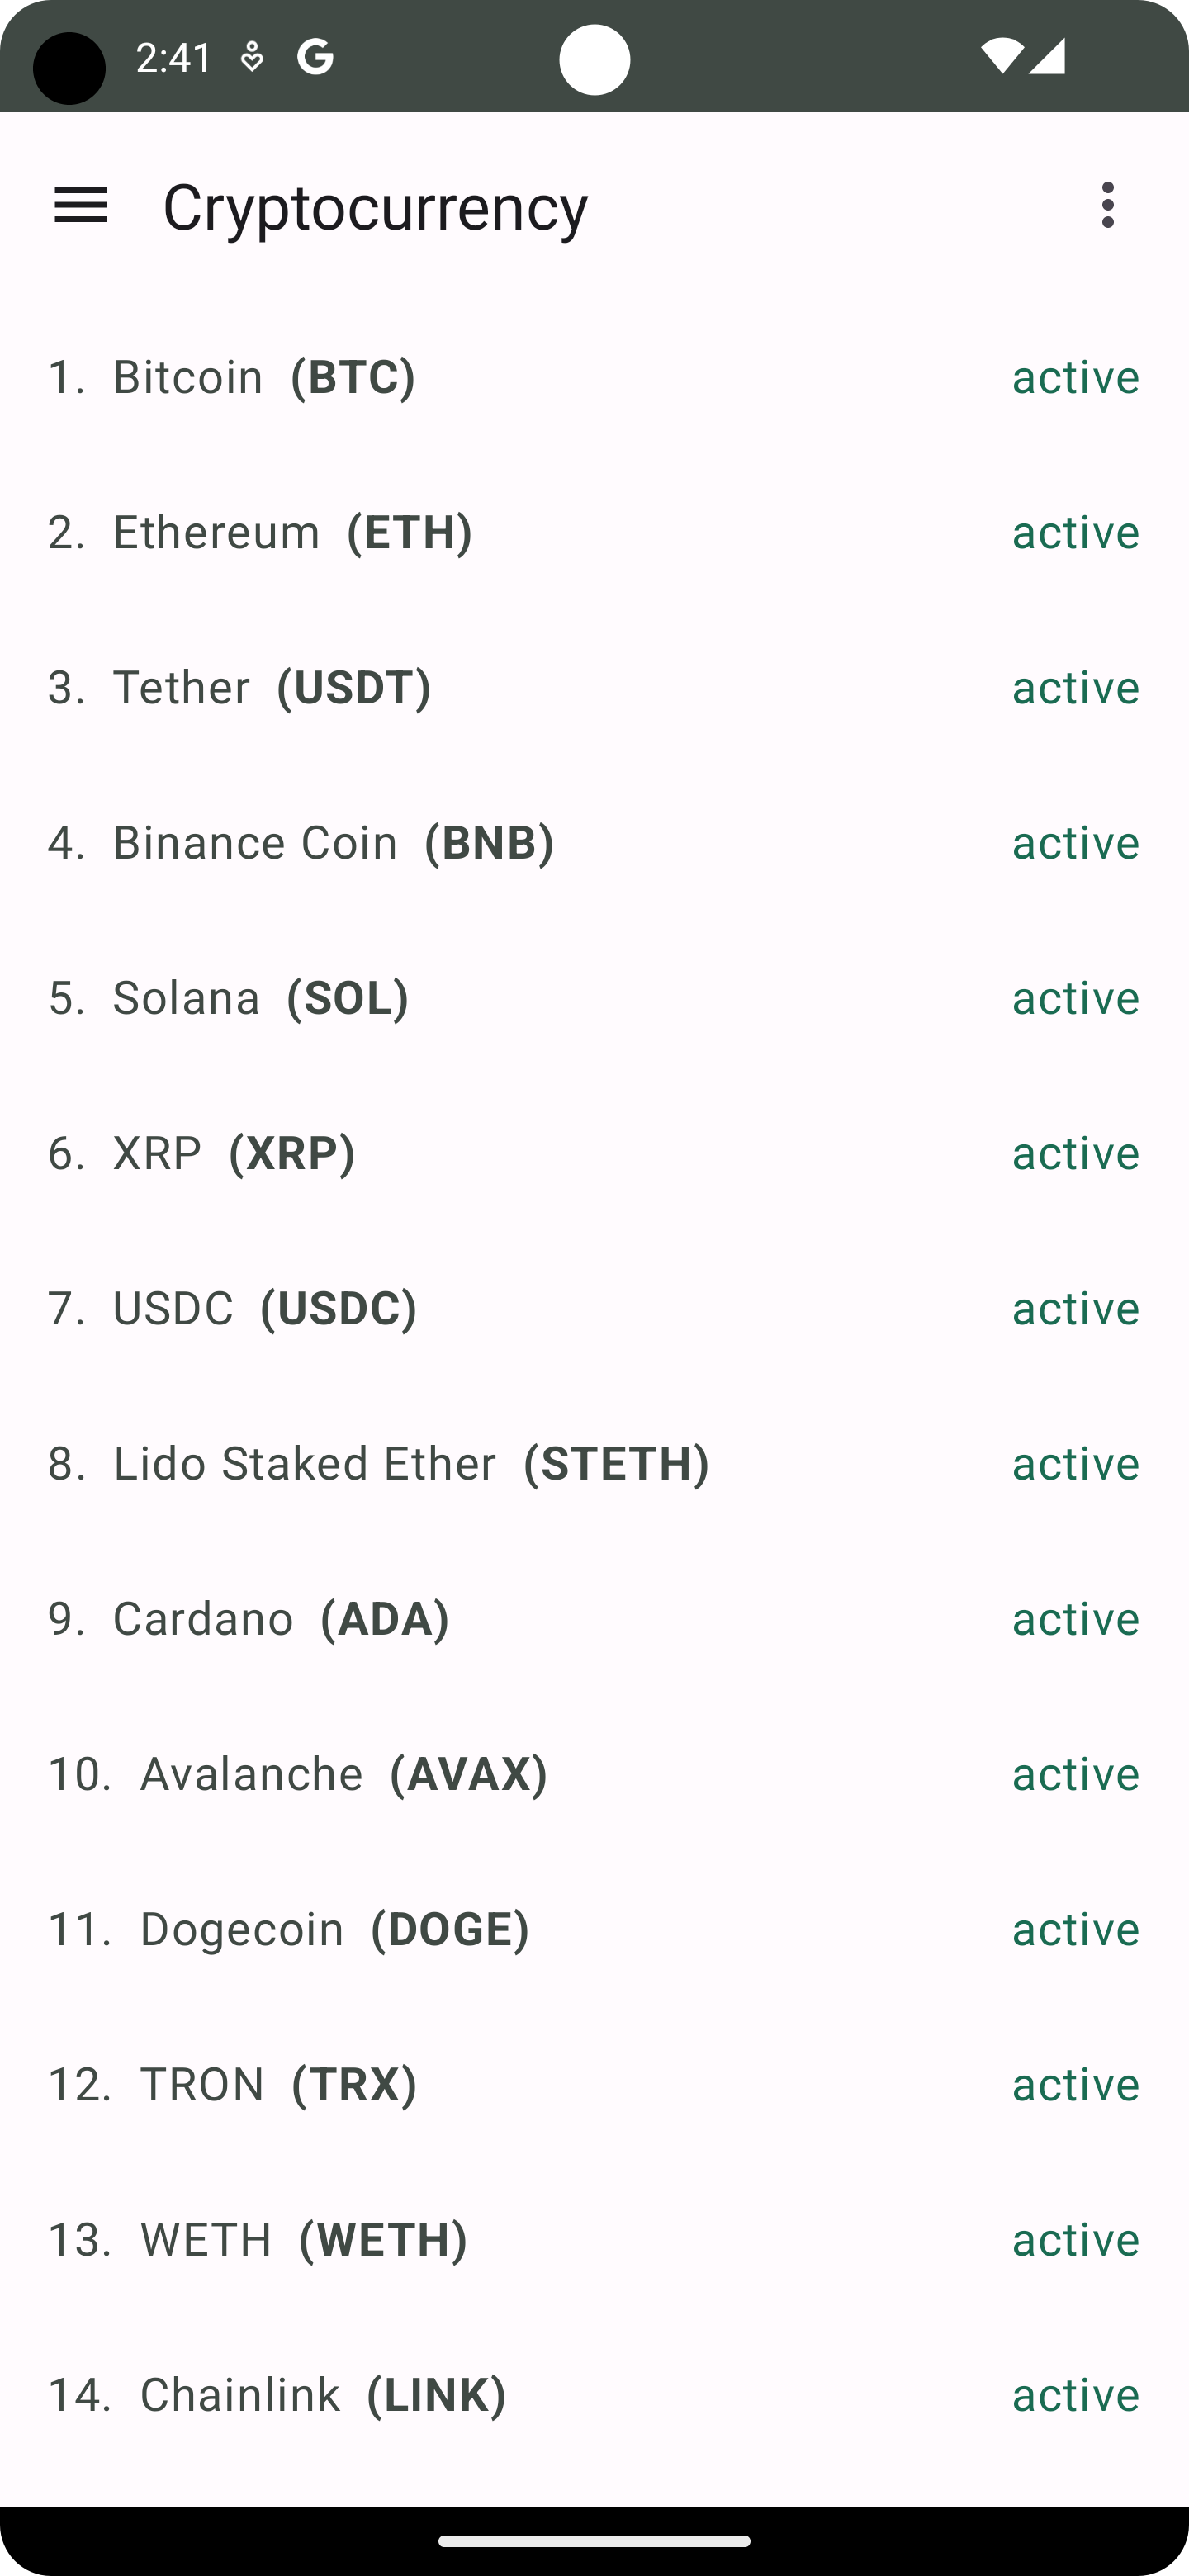 2:41
Cryptocurrency
1. Bitcoin (BTC) active
2. Ethereum (ETH) active
3. Tether (USDT) active
4. Binance Coin (BNB) active
5. Solana (SOL) active
6. XRP (XRP) active
7. USDC (USDC) active
8. Lido Staked Ether (STETH) active
9. Cardano (ADA) active
10. Avalanche (AVAX) active
11. Dogecoin (DOGE) active
12. TRON (TRX) active
13. WETH (WETH) active
14. Chainlink (LINK) active